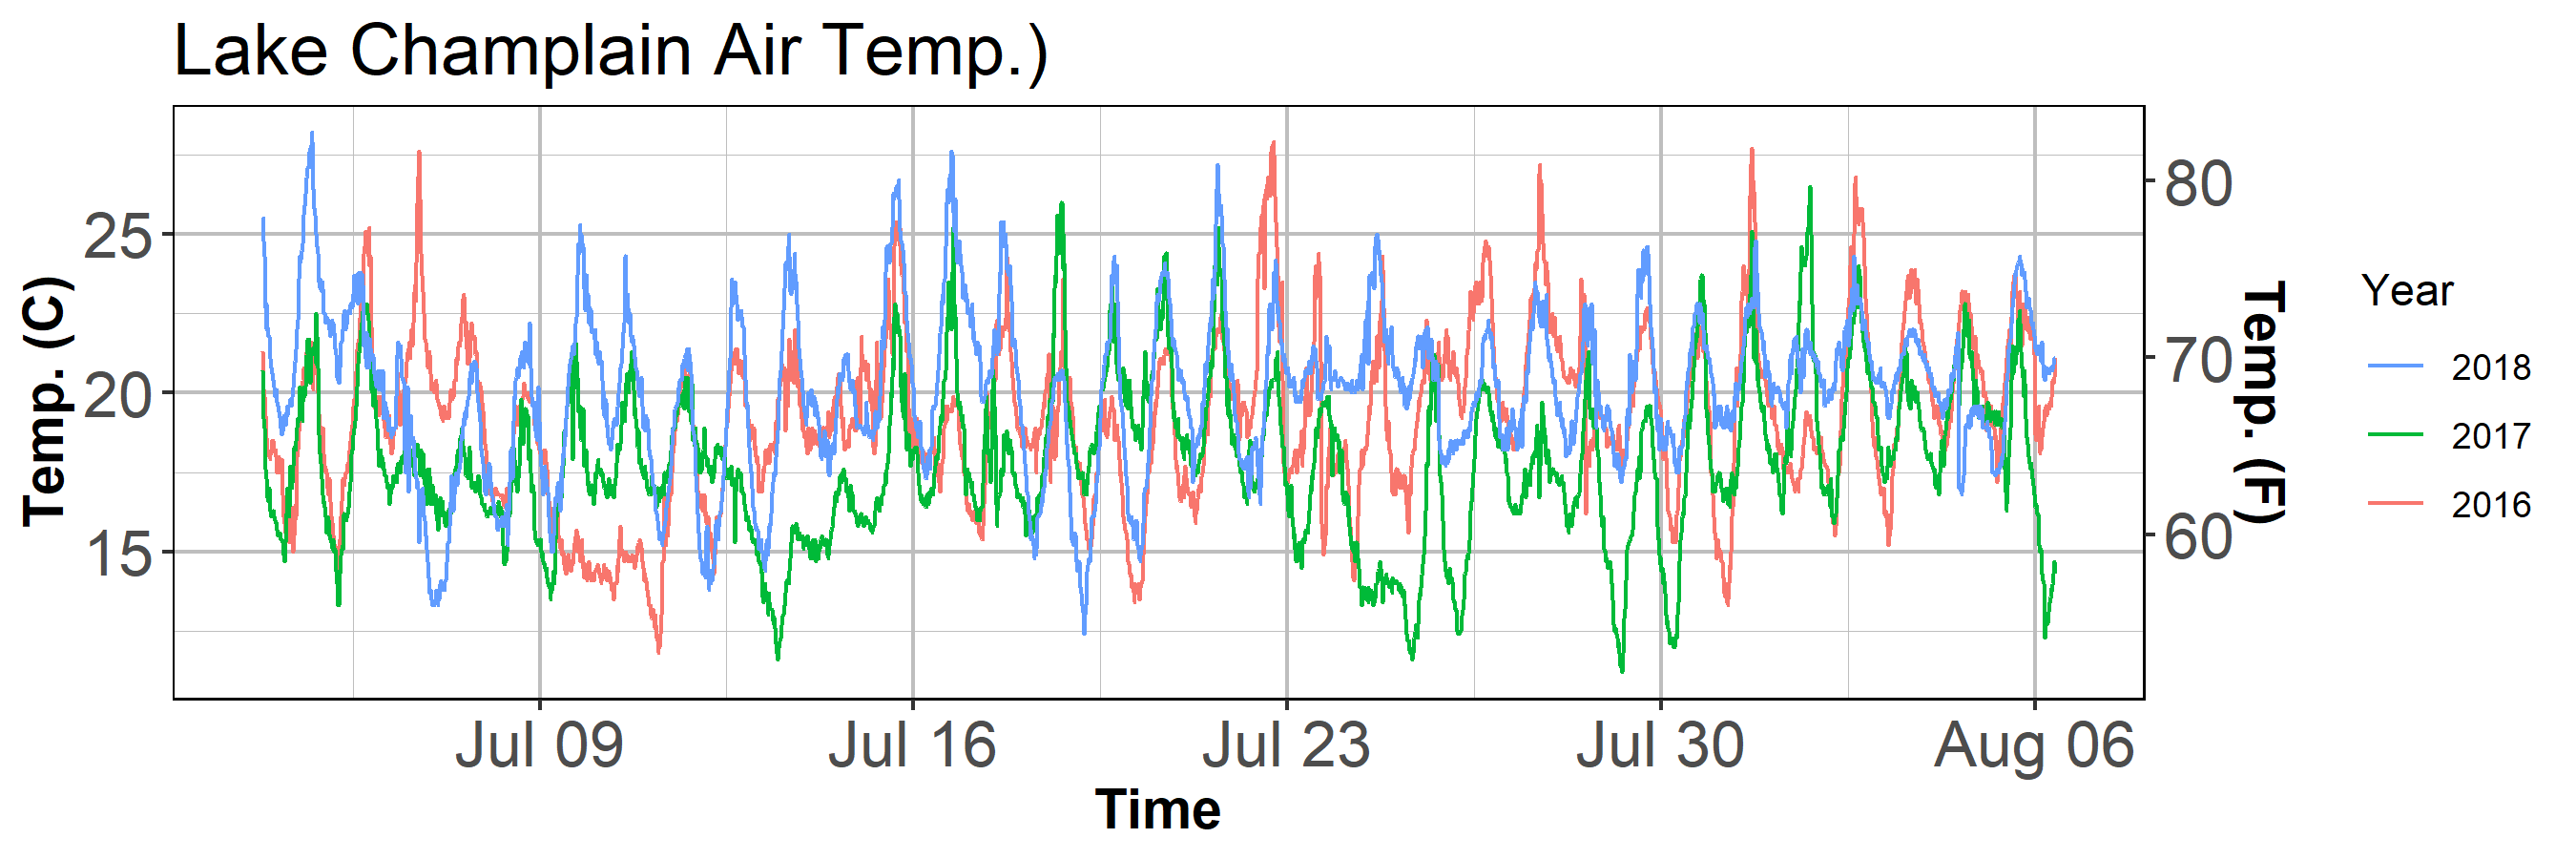 Lake Champlain Air Temp.)
Temp. (C)
25
20
15
80
70
60
Temp. (F)
Jul 09
Jul 16
Jul 23
Jul 30
Aug 06
Time
Year
2018
2017
2016